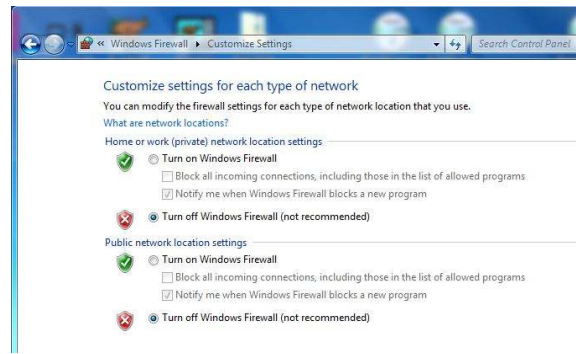 « Windows Firewall ▸ Customize Settings
Search Control Panel
Customize settings for each type of network
You can modify the firewall settings for each type of network location that you use.
What are network locations?
Home or work (private) network location settings
Turn on Windows Firewall
Block all incoming connections, including those in the list of allowed programs
Notify me when Windows Firewall blocks a new program
Turn off Windows Firewall (not recommended)
Public network location settings
Turn on Windows Firewall
Block all incoming connections, including those in the list of allowed programs
Notify me when Windows Firewall blocks a new program
Turn off Windows Firewall (not recommended)